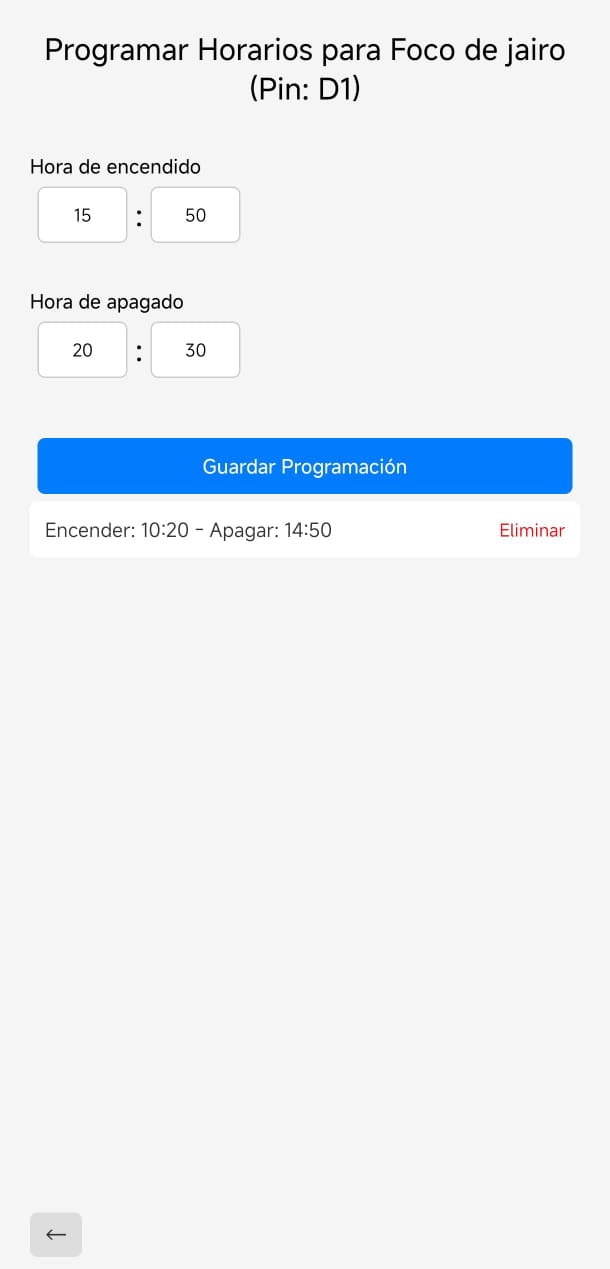 Programar Horarios para Foco de jairo
(Pin: D1)
Hora de encendido
15 : 50
Hora de apagado
20 : 30
Guardar Programación
Encender: 10:20 - Apagar: 14:50 Eliminar
←